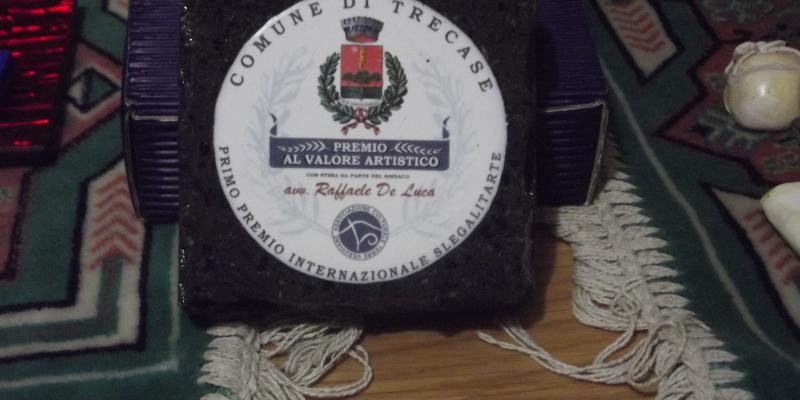 COMUNE DI TRECASE
PREMIO
AL VALORE ARTISTICO
CON STIMA DA PARTE DEL SINDACO
avv. Raffaele De Luca
PRIMO PREMIO INTERNAZIONALE SLEGALITARTE